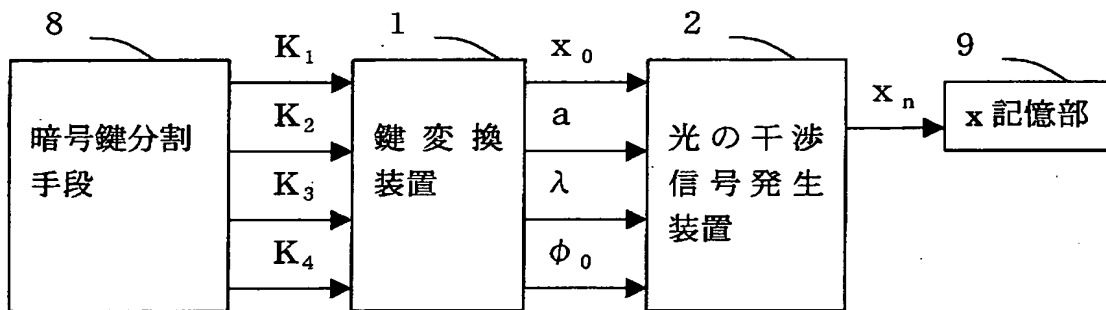 8
1
2
9
K₁
K₂
K₃
K₄
x₀
a
λ
φ₀
xₙ
暗号鍵分割
手段
鍵変換
装置
光の干渉
信号発生
装置
x記憶部